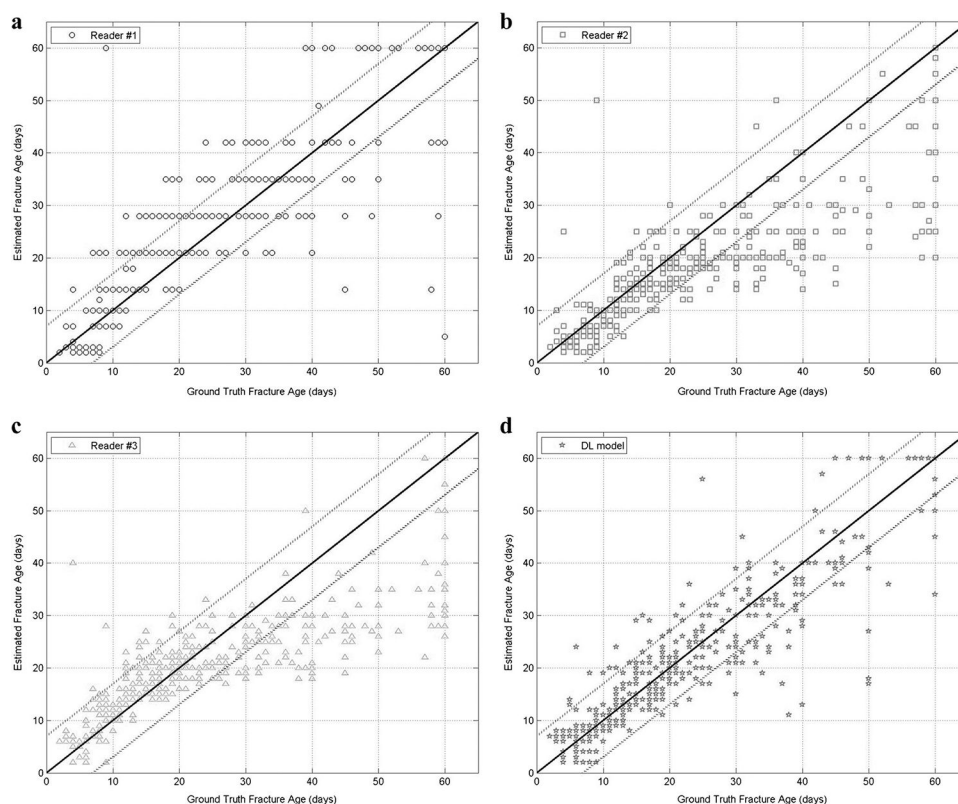 a
Reader #1
60
50
40
30
20
10
0
Estimated Fracture Age (days)
0 10 20 30 40 50 60
Ground Truth Fracture Age (days)
b
Reader #2
60
50
40
30
20
10
0
Estimated Fracture Age (days)
0 10 20 30 40 50 60
Ground Truth Fracture Age (days)
c
Reader #3
60
50
40
30
20
10
0
Estimated Fracture Age (days)
0 10 20 30 40 50 60
Ground Truth Fracture Age (days)
d
DL model
60
50
40
30
20
10
0
Estimated Fracture Age (days)
0 10 20 30 40 50 60
Ground Truth Fracture Age (days)